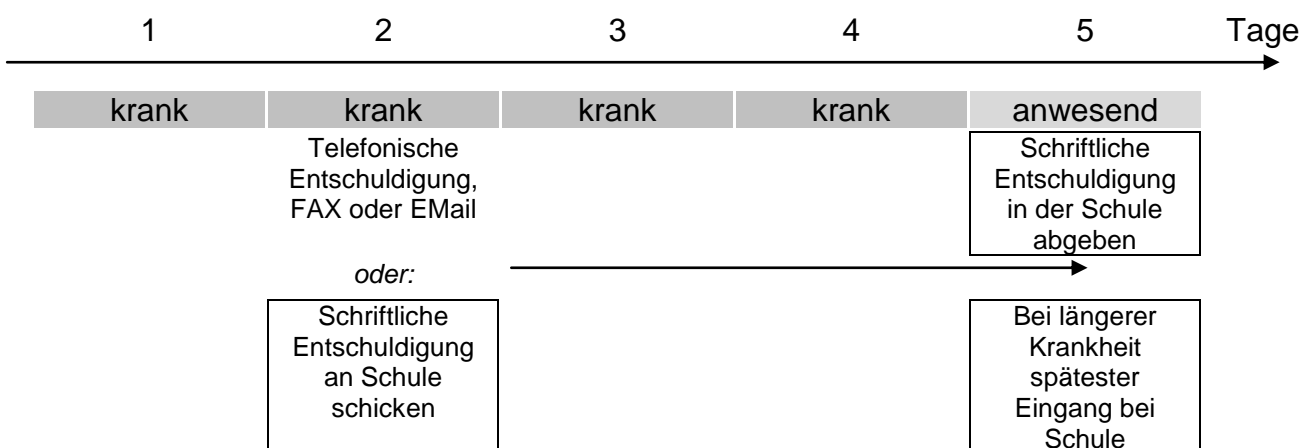 1 2 3 4 5 Tage
krank krank krank krank anwesend
Telefonische
Entschuldigung,
FAX oder EMail
Schriftliche
Entschuldigung
in der Schule
abgeben
oder:
Schriftliche
Entschuldigung
an Schule
schicken
Bei längerer
Krankheit
spätester
Eingang bei
Schule